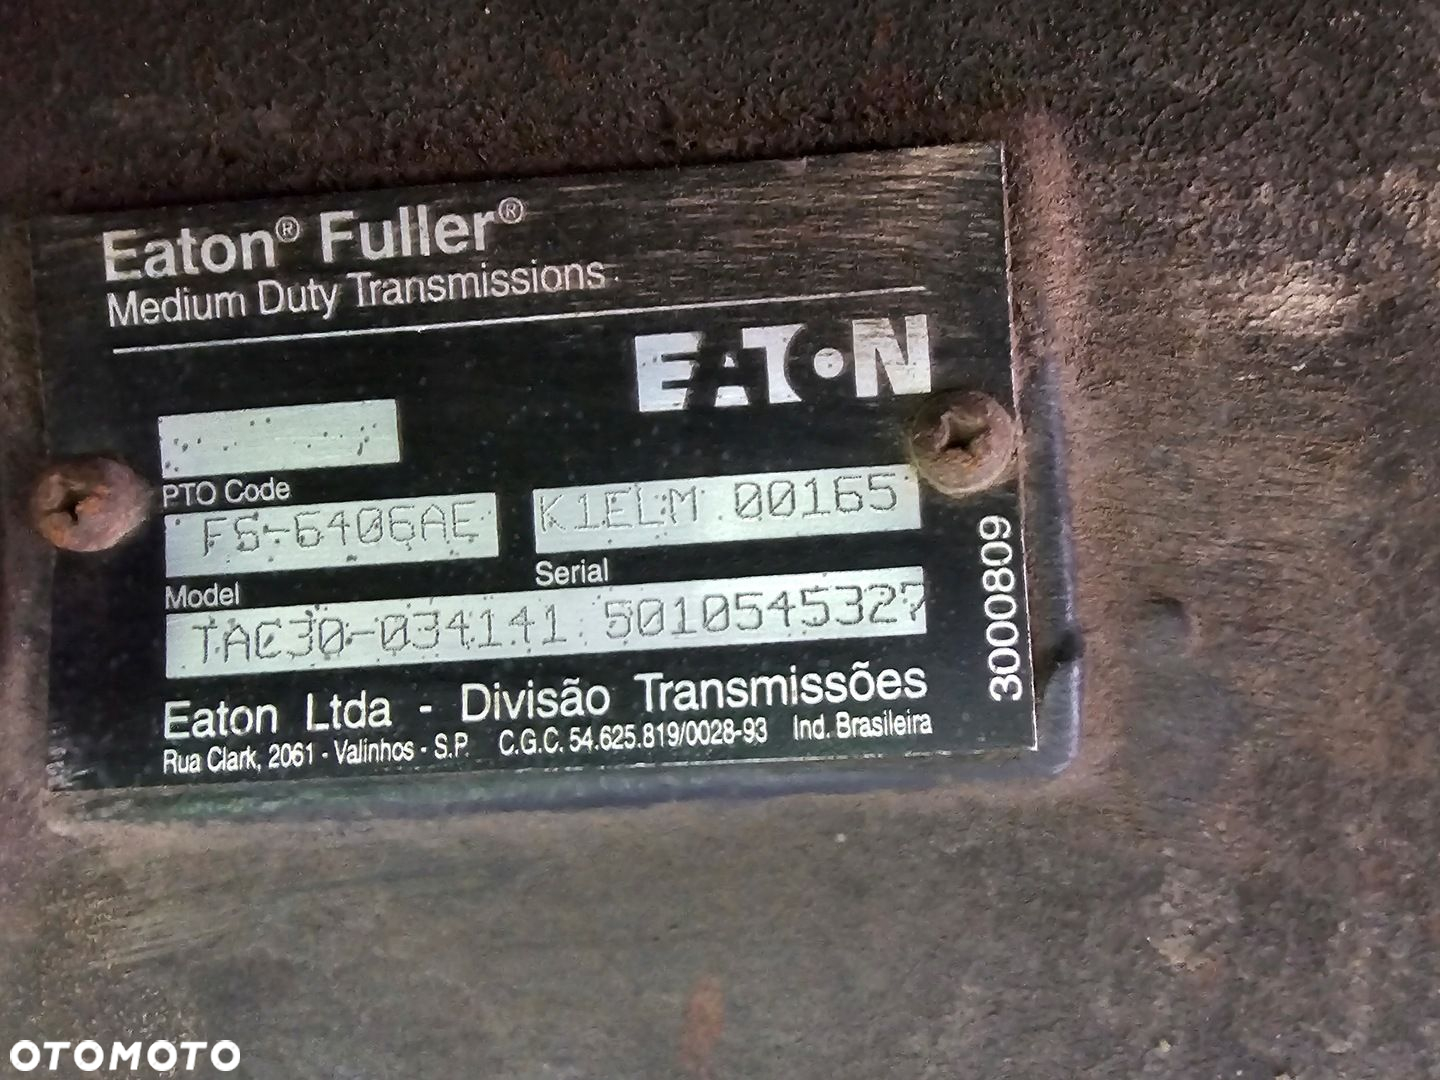 Eaton® Fuller®
Medium Duty Transmissions
EATON
PTO Code
FS-6406AE K1ELM 00165
Model Serial
TAC30-034141 5010545327
Eaton Ltda - Divisão Transmissões
Rua Clark, 2061 - Valinhos - S.P. C.G.C. 54.625.819/0028-93 Ind. Brasileira
3000809
OTOMOTO